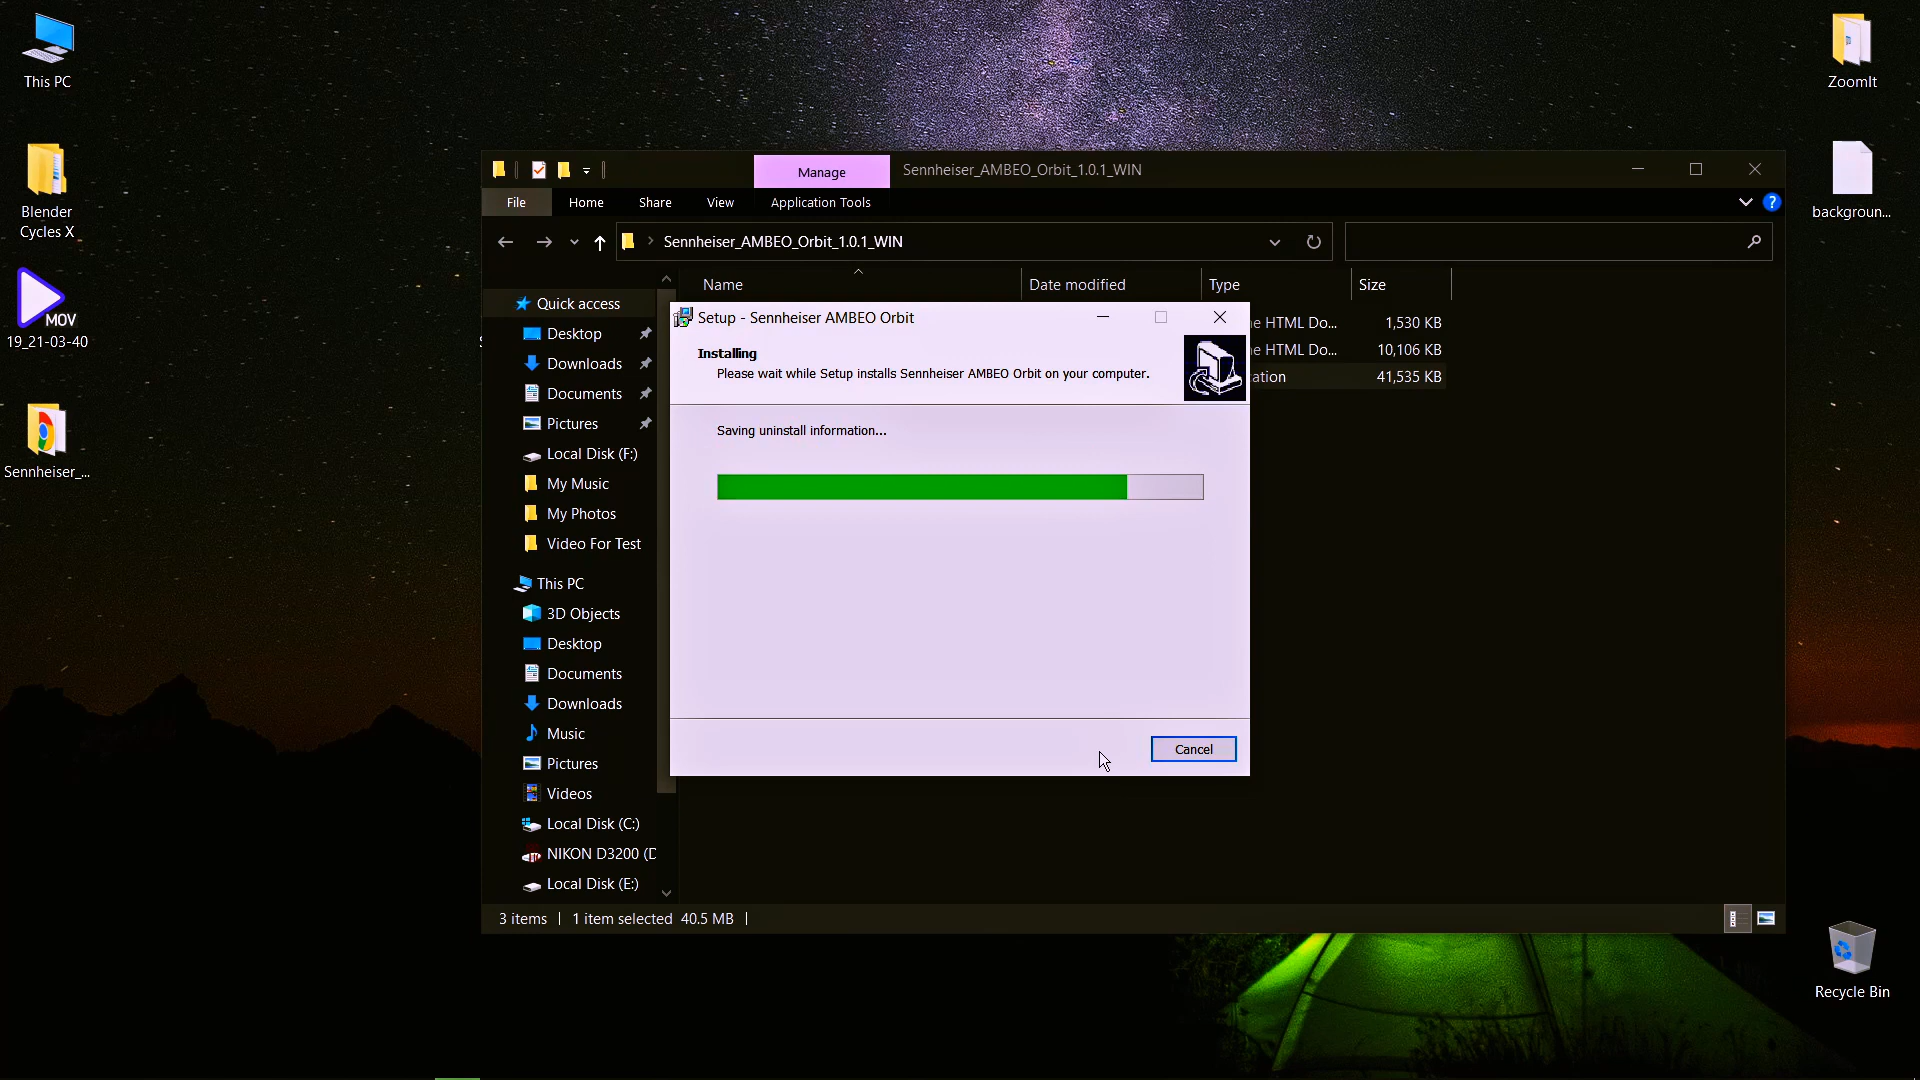 This PC
Blender
Cycles X
MOV
19_21-03-40
Sennheiser_...
ZoomIt
backgroun...
Recycle Bin
Manage
Sennheiser_AMBEO_Orbit_1.0.1_WIN
File
Home
Share
View
Application Tools
?
Sennheiser_AMBEO_Orbit_1.0.1_WIN
Name
Date modified
Type
Size
Quick access
Desktop
Downloads
Documents
Pictures
Local Disk (F:)
My Music
My Photos
Video For Test
This PC
3D Objects
Desktop
Documents
Downloads
Music
Pictures
Videos
Local Disk (C:)
NIKON D3200 (D
Local Disk (E:)
HTML Do...
1,530 KB
HTML Do...
10,106 KB
41,535 KB
Setup - Sennheiser AMBEO Orbit
Installing
Please wait while Setup installs Sennheiser AMBEO Orbit on your computer.
Saving uninstall information...
Cancel
3 items
1 item selected 40.5 MB